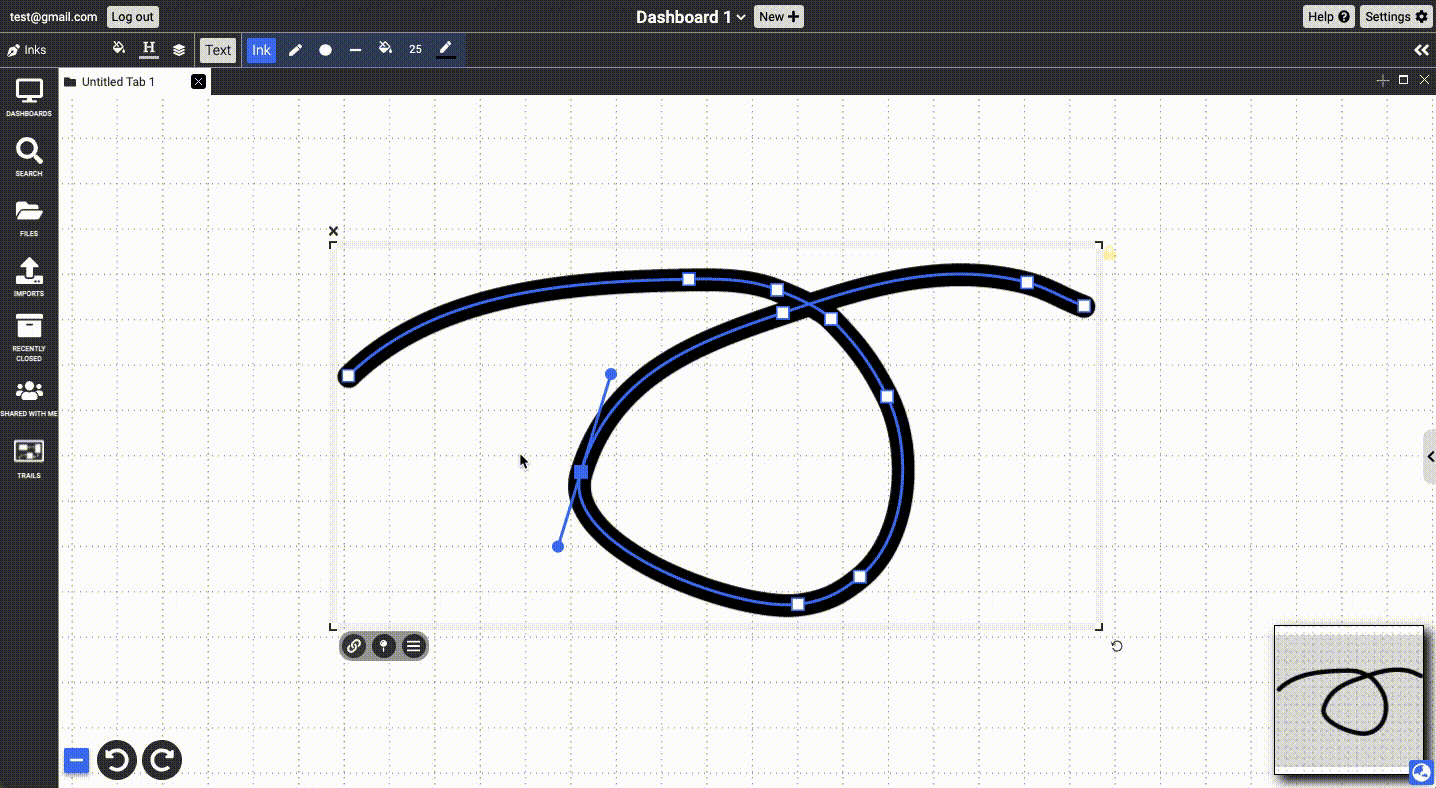 test@gmail.com Log out Dashboard 1 New Help Settings
Inks H Text Ink 25
Untitled Tab 1
DASHBOARDS
SEARCH
FILES
IMPORTS
RECENTLY
CLOSED
SHARED WITH ME
TRAILS